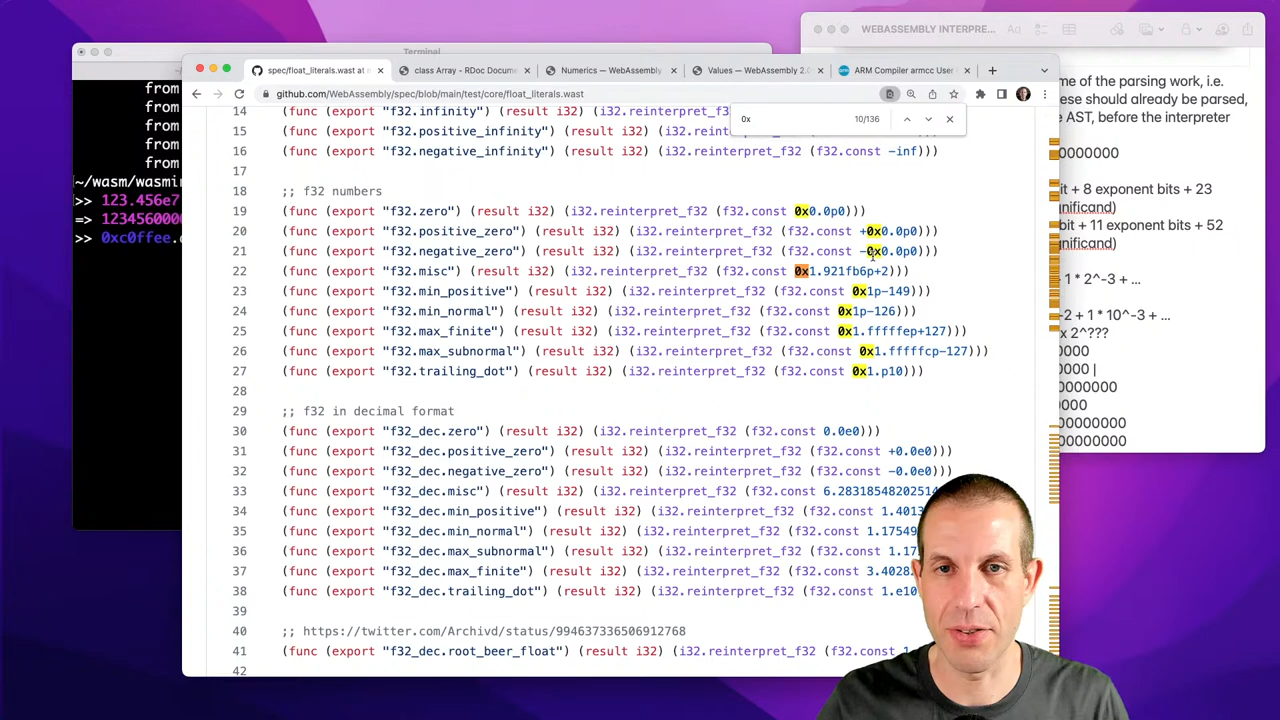 Terminal
WEBASSEMBLY INTERPRE...
spec/float_literals.wast at m
class Array - RDoc Docume
Numerics — WebAssembly
Values — WebAssembly 2.0
ARM Compiler armcc User
github.com/WebAssembly/spec/blob/main/test/core/float_literals.wast
0x 10/136
from
from
from
from
from
~/wasm/wasmin
>> 123.456e7
=> 1234560000
>> 0xc0ffee.
14 (func (export "f32.infinity") (result i32) (i32.reinterpret
15 (func (export "f32.positive_infinity") (result i32) (i32.rein
16 (func (export "f32.negative_infinity") (result i32) (i32.reinterpret_f32 (f32.const -inf)))
17
18 ;; f32 numbers
19 (func (export "f32.zero") (result i32) (i32.reinterpret_f32 (f32.const 0x0.0p0)))
20 (func (export "f32.positive_zero") (result i32) (i32.reinterpret_f32 (f32.const +0x0.0p0)))
21 (func (export "f32.negative_zero") (result i32) (i32.reinterpret_f32 (f32.const -0x0.0p0)))
22 (func (export "f32.misc") (result i32) (i32.reinterpret_f32 (f32.const 0x1.921fb6p+2)))
23 (func (export "f32.min_positive") (result i32) (i32.reinterpret_f32 (f32.const 0x1p-149)))
24 (func (export "f32.min_normal") (result i32) (i32.reinterpret_f32 (f32.const 0x1p-126)))
25 (func (export "f32.max_finite") (result i32) (i32.reinterpret_f32 (f32.const 0x1.fffffep+127)))
26 (func (export "f32.max_subnormal") (result i32) (i32.reinterpret_f32 (f32.const 0x1.fffffcp-127)))
27 (func (export "f32.trailing_dot") (result i32) (i32.reinterpret_f32 (f32.const 0x1.p10)))
28
29 ;; f32 in decimal format
30 (func (export "f32_dec.zero") (result i32) (i32.reinterpret_f32 (f32.const 0.0e0)))
31 (func (export "f32_dec.positive_zero") (result i32) (i32.reinterpret_f32 (f32.const +0.0e0)))
32 (func (export "f32_dec.negative_zero") (result i32) (i32.reinterpret_f32 (f32.const -0.0e0)))
33 (func (export "f32_dec.misc") (result i32) (i32.reinterpret_f32 (f32.const 6.2831854820251
34 (func (export "f32_dec.min_positive") (result i32) (i32.reinterpret_f32 (f32.const 1.401
35 (func (export "f32_dec.min_normal") (result i32) (i32.reinterpret_f32 (f32.const 1.1754
36 (func (export "f32_dec.max_subnormal") (result i32) (i32.reinterpret_f32 (f32.const 1.17
37 (func (export "f32_dec.max_finite") (result i32) (i32.reinterpret_f32 (f32.const 3.402
38 (func (export "f32_dec.trailing_dot") (result i32) (i32.reinterpret_f32 (f32.const 1.e10
39
40 ;; https://twitter.com/Archivd/status/994637336506912768
41 (func (export "f32_dec.root_beer_float") (result i32) (i32.reinterpret_f32 (f32.const
42
me of the parsing work, i.e.
ese should already be parsed,
AST, before the interpreter
0000000
it + 8 exponent bits + 23
gnificand)
bit + 11 exponent bits + 52
gnificand)
1 * 2^-3 + ...
-2 + 1 * 10^-3 + ...
x 2^???
0000
0000 |
0000000
0000
00000000
00000000